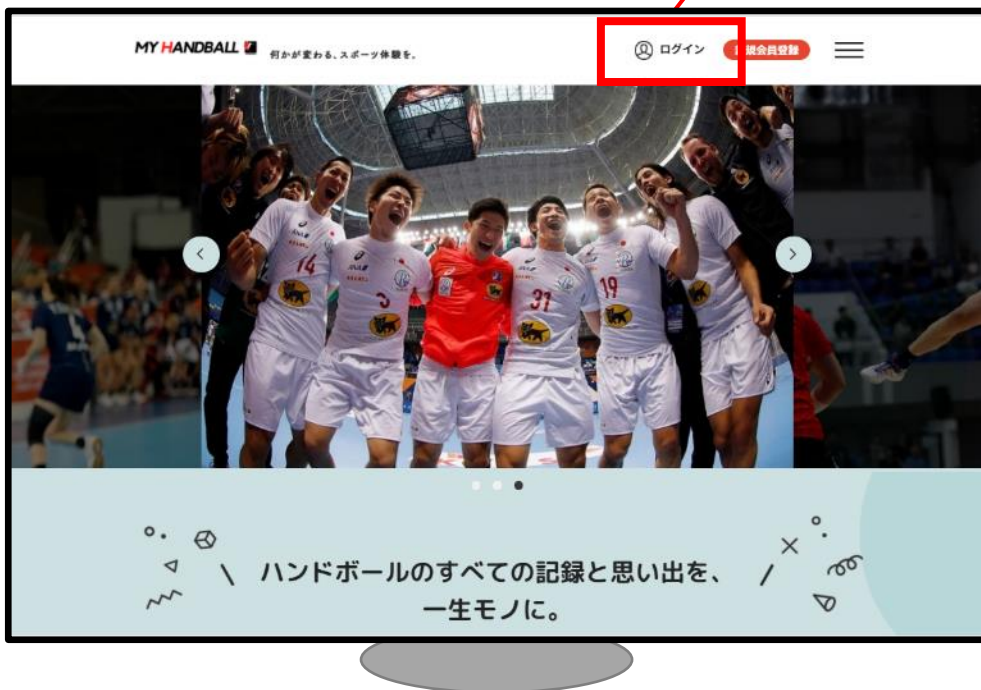 MY HANDBALL
何かが変わる、スポーツ体験を。
ログイン
規会員登録
14
3
31
19
ハンドボールのすべての記録と思い出を、
一生モノに。